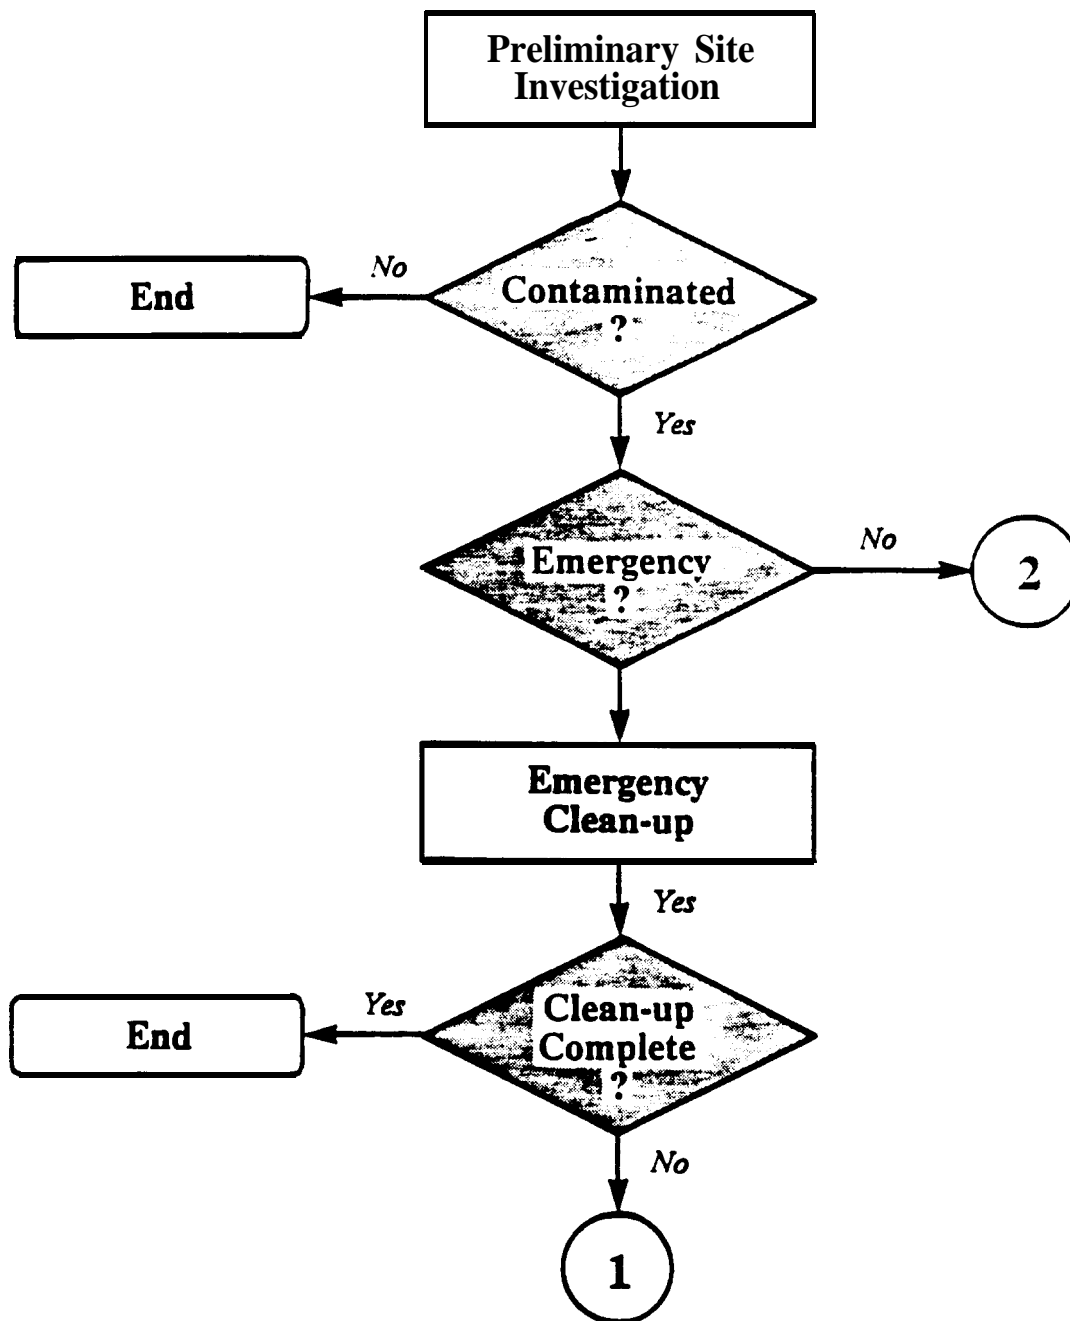 Preliminary Site
Investigation
No
End
Contaminated
?
Yes
Emergency
?
No
2
Emergency
Clean-up
Yes
Yes
End
Clean-up
Complete
?
No
1